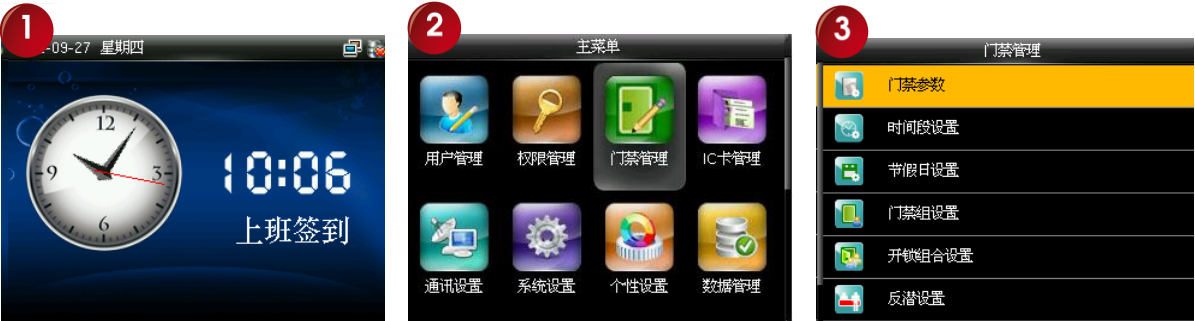 1
-09-27 星期四
12
9
3
6
10:06
上班签到
2
主菜单
用户管理 权限管理 门禁管理 IC卡管理
通讯设置 系统设置 个性设置 数据管理
3
门禁管理
门禁参数
时间段设置
节假日设置
门禁组设置
开锁组合设置
反潜设置